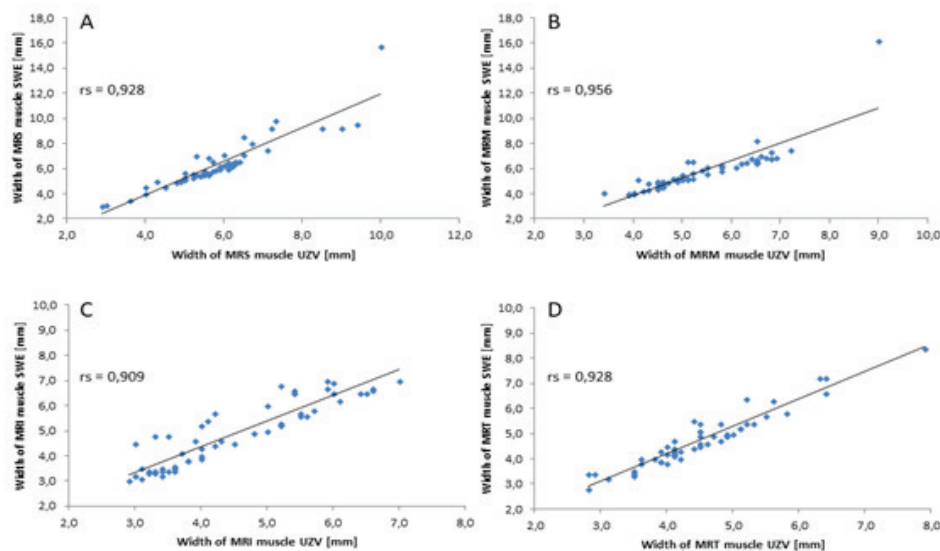 A
18,0
16,0
14,0
12,0
10,0
8,0
6,0
4,0
2,0
Width of MRS muscle SWE [mm]
rs = 0,928
2,0 4,0 6,0 8,0 10,0 12,0
Width of MRS muscle UZV [mm]
B
18,0
16,0
14,0
12,0
10,0
8,0
6,0
4,0
2,0
Width of MRM muscle SWE [mm]
rs = 0,956
2,0 3,0 4,0 5,0 6,0 7,0 8,0 9,0 10,0
Width of MRM muscle UZV [mm]
C
10,0
9,0
8,0
7,0
6,0
5,0
4,0
3,0
2,0
Width of MRI muscle SWE [mm]
rs = 0,909
2,0 3,0 4,0 5,0 6,0 7,0 8,0
Width of MRI muscle UZV [mm]
D
10,0
9,0
8,0
7,0
6,0
5,0
4,0
3,0
2,0
Width of MRT muscle SWE [mm]
rs = 0,928
2,0 3,0 4,0 5,0 6,0 7,0 8,0
Width of MRT muscle UZV [mm]